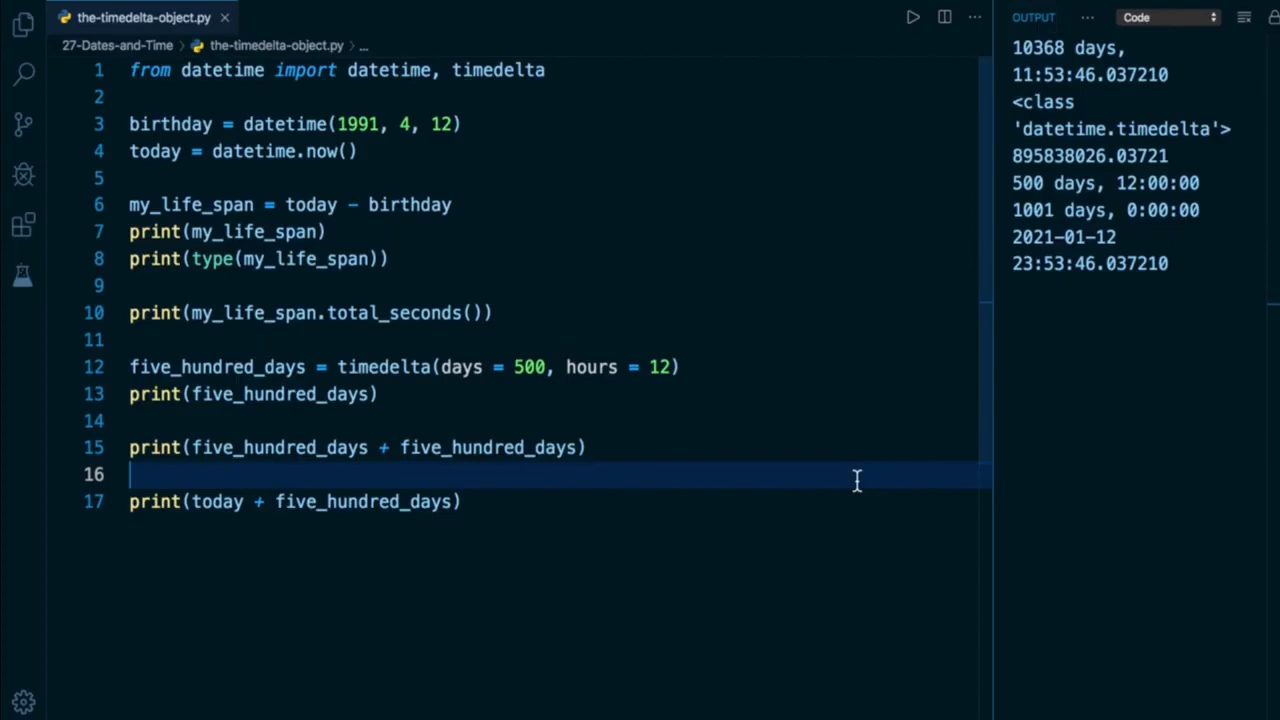 the-timedelta-object.py
27-Dates-and-Time the-timedelta-object.py ...
1 from datetime import datetime, timedelta
2
3 birthday = datetime(1991, 4, 12)
4 today = datetime.now()
5
6 my_life_span = today - birthday
7 print(my_life_span)
8 print(type(my_life_span))
9
10 print(my_life_span.total_seconds())
11
12 five_hundred_days = timedelta(days = 500, hours = 12)
13 print(five_hundred_days)
14
15 print(five_hundred_days + five_hundred_days)
16
17 print(today + five_hundred_days)
OUTPUT ... Code
10368 days,
11:53:46.037210
<class
'datetime.timedelta'>
895838026.03721
500 days, 12:00:00
1001 days, 0:00:00
2021-01-12
23:53:46.037210